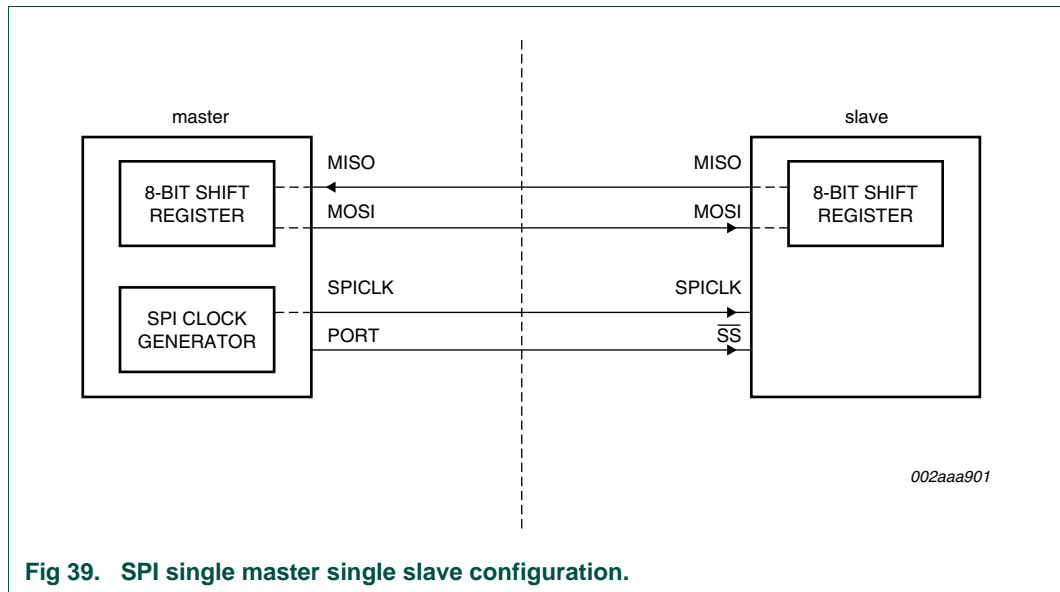 master
slave
MISO
MISO
8-BIT SHIFT
REGISTER
8-BIT SHIFT
REGISTER
MOSI
MOSI
SPICLK
SPICLK
SPI CLOCK
GENERATOR
PORT
S̅S̅
002aaa901
Fig 39. SPI single master single slave configuration.